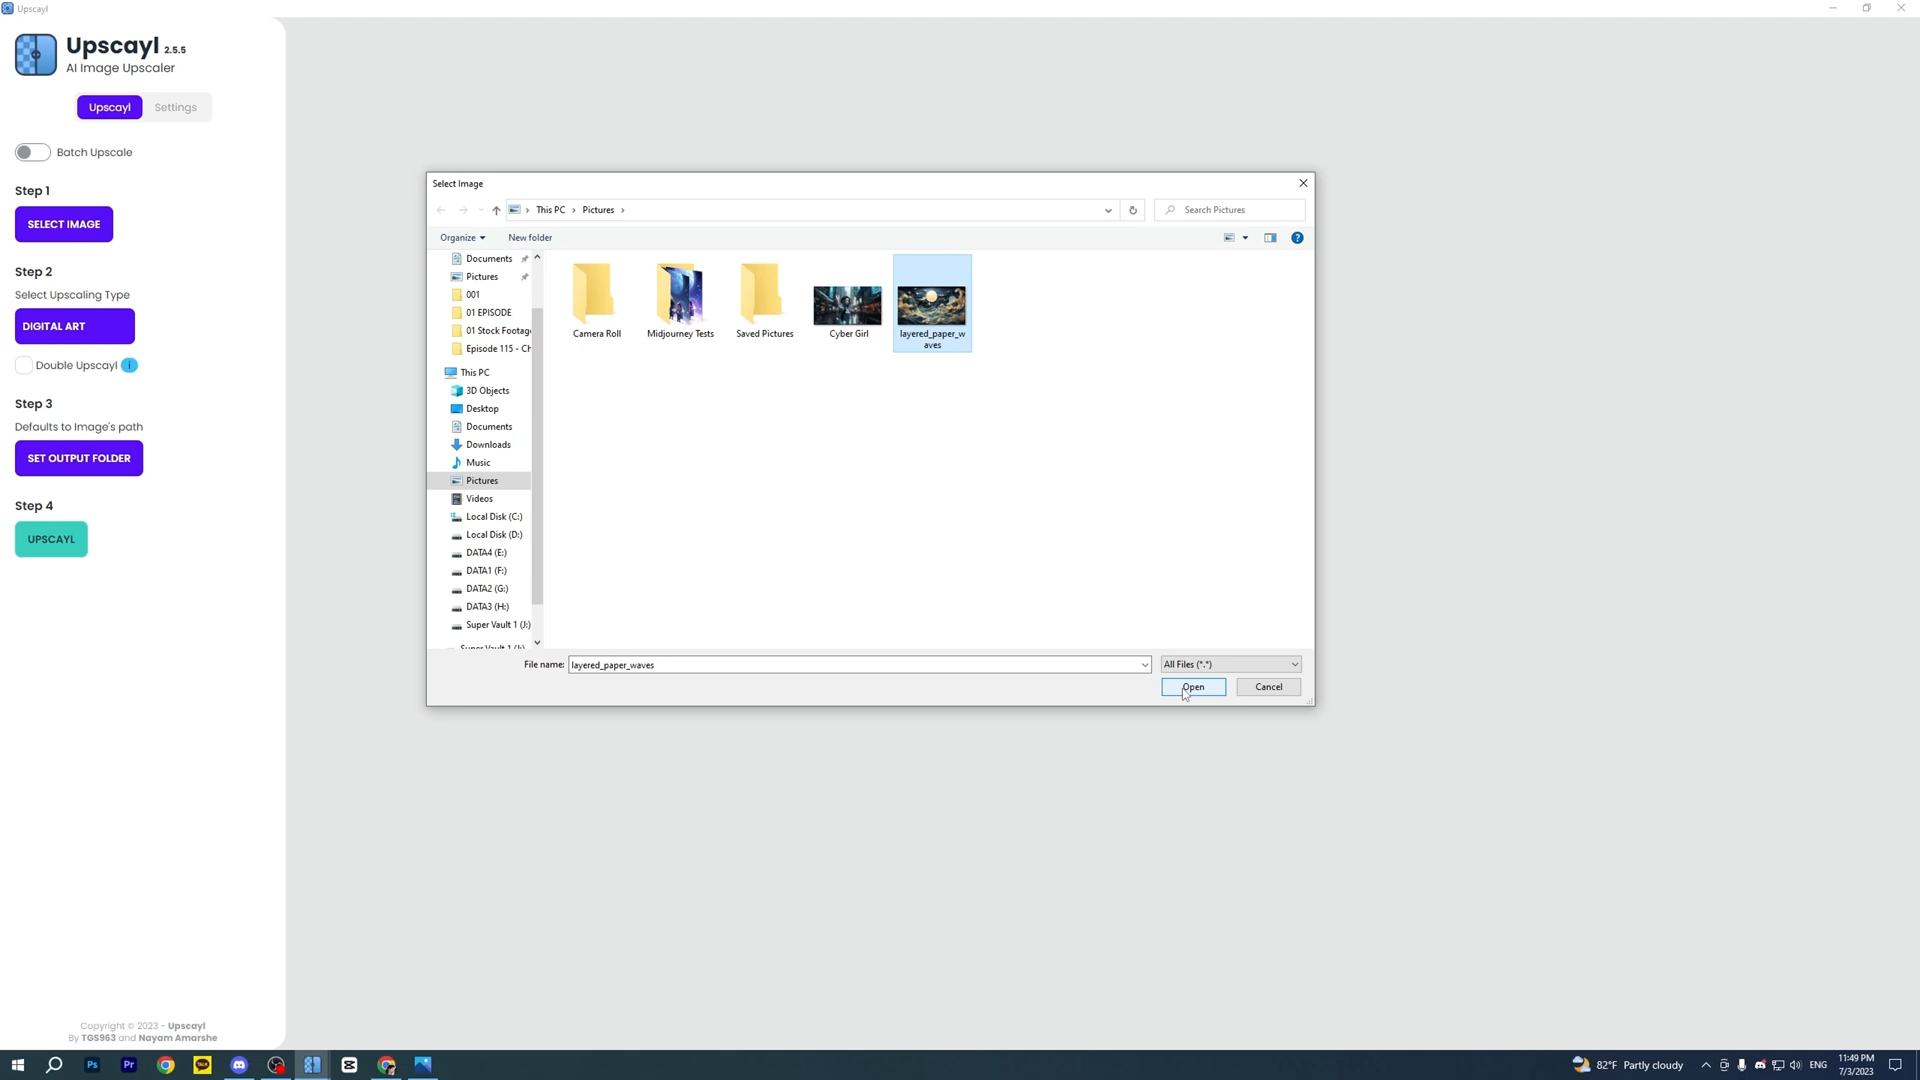 Upscayl
Upscayl 2.5.5
AI Image Upscaler
Upscayl Settings
Batch Upscale
Step 1
SELECT IMAGE
Step 2
Select Upscaling Type
DIGITAL ART
Double Upscayl i
Step 3
Defaults to Image's path
SET OUTPUT FOLDER
Step 4
UPSCAYL
Copyright © 2023 - Upscayl
By TGS963 and Nayam Amarshe
Select Image
This PC › Pictures ›
Search Pictures
Organize
New folder
Documents
Pictures
001
01 EPISODE
01 Stock Footag
Episode 115 - Ch
This PC
3D Objects
Desktop
Documents
Downloads
Music
Pictures
Videos
Local Disk (C:)
Local Disk (D:)
DATA4 (E:)
DATA1 (F:)
DATA2 (G:)
DATA3 (H:)
Super Vault 1 (J:)
Super Vault 1 (J:)
Camera Roll
Midjourney Tests
Saved Pictures
Cyber Girl
layered_paper_w
aves
File name: layered_paper_waves
All Files (*.*)
Open
Cancel
Ps
Pr
TALK
82°F Partly cloudy
ENG
11:49 PM
7/3/2023